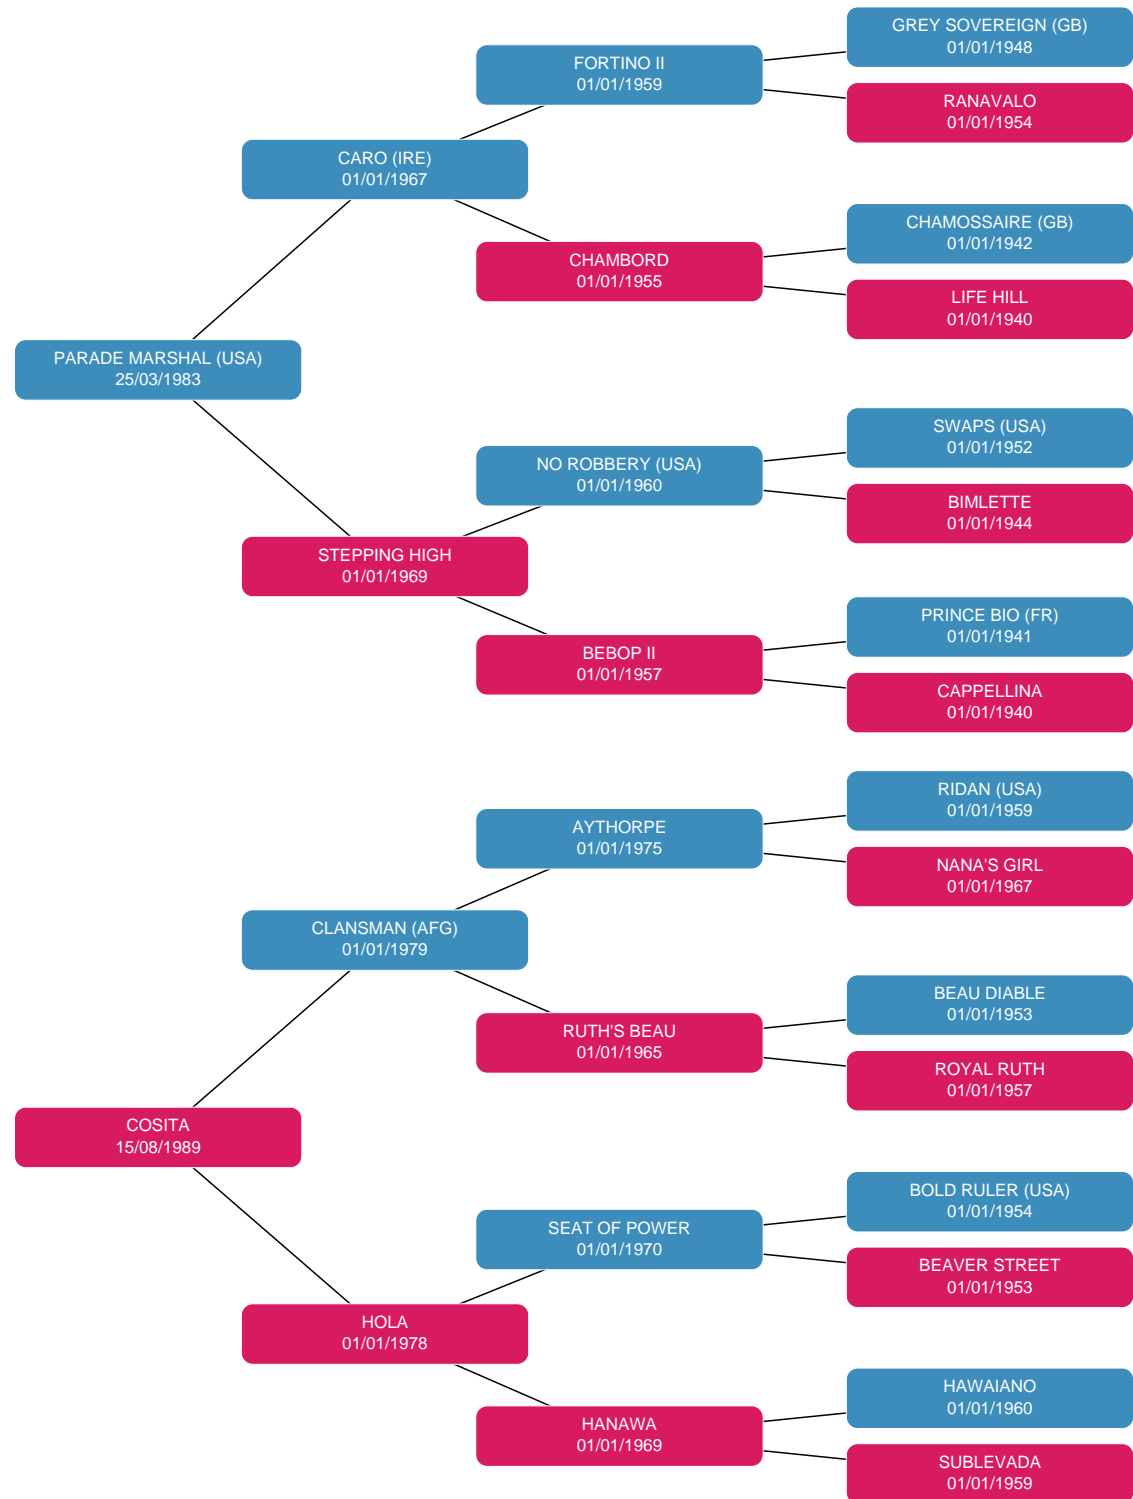 GREY SOVEREIGN (GB)
01/01/1948
FORTINO II
01/01/1959
RANAVALO
01/01/1954
CARO (IRE)
01/01/1967
CHAMOSSAIRE (GB)
01/01/1942
CHAMBORD
01/01/1955
LIFE HILL
01/01/1940
PARADE MARSHAL (USA)
25/03/1983
SWAPS (USA)
01/01/1952
NO ROBBERY (USA)
01/01/1960
BIMLETTE
01/01/1944
STEPPING HIGH
01/01/1969
PRINCE BIO (FR)
01/01/1941
BEBOP II
01/01/1957
CAPPELLINA
01/01/1940
RIDAN (USA)
01/01/1959
AYTHORPE
01/01/1975
NANA'S GIRL
01/01/1967
CLANSMAN (AFG)
01/01/1979
BEAU DIABLE
01/01/1953
RUTH'S BEAU
01/01/1965
ROYAL RUTH
01/01/1957
COSITA
15/08/1989
BOLD RULER (USA)
01/01/1954
SEAT OF POWER
01/01/1970
BEAVER STREET
01/01/1953
HOLA
01/01/1978
HAWAIANO
01/01/1960
HANAWA
01/01/1969
SUBLEVADA
01/01/1959